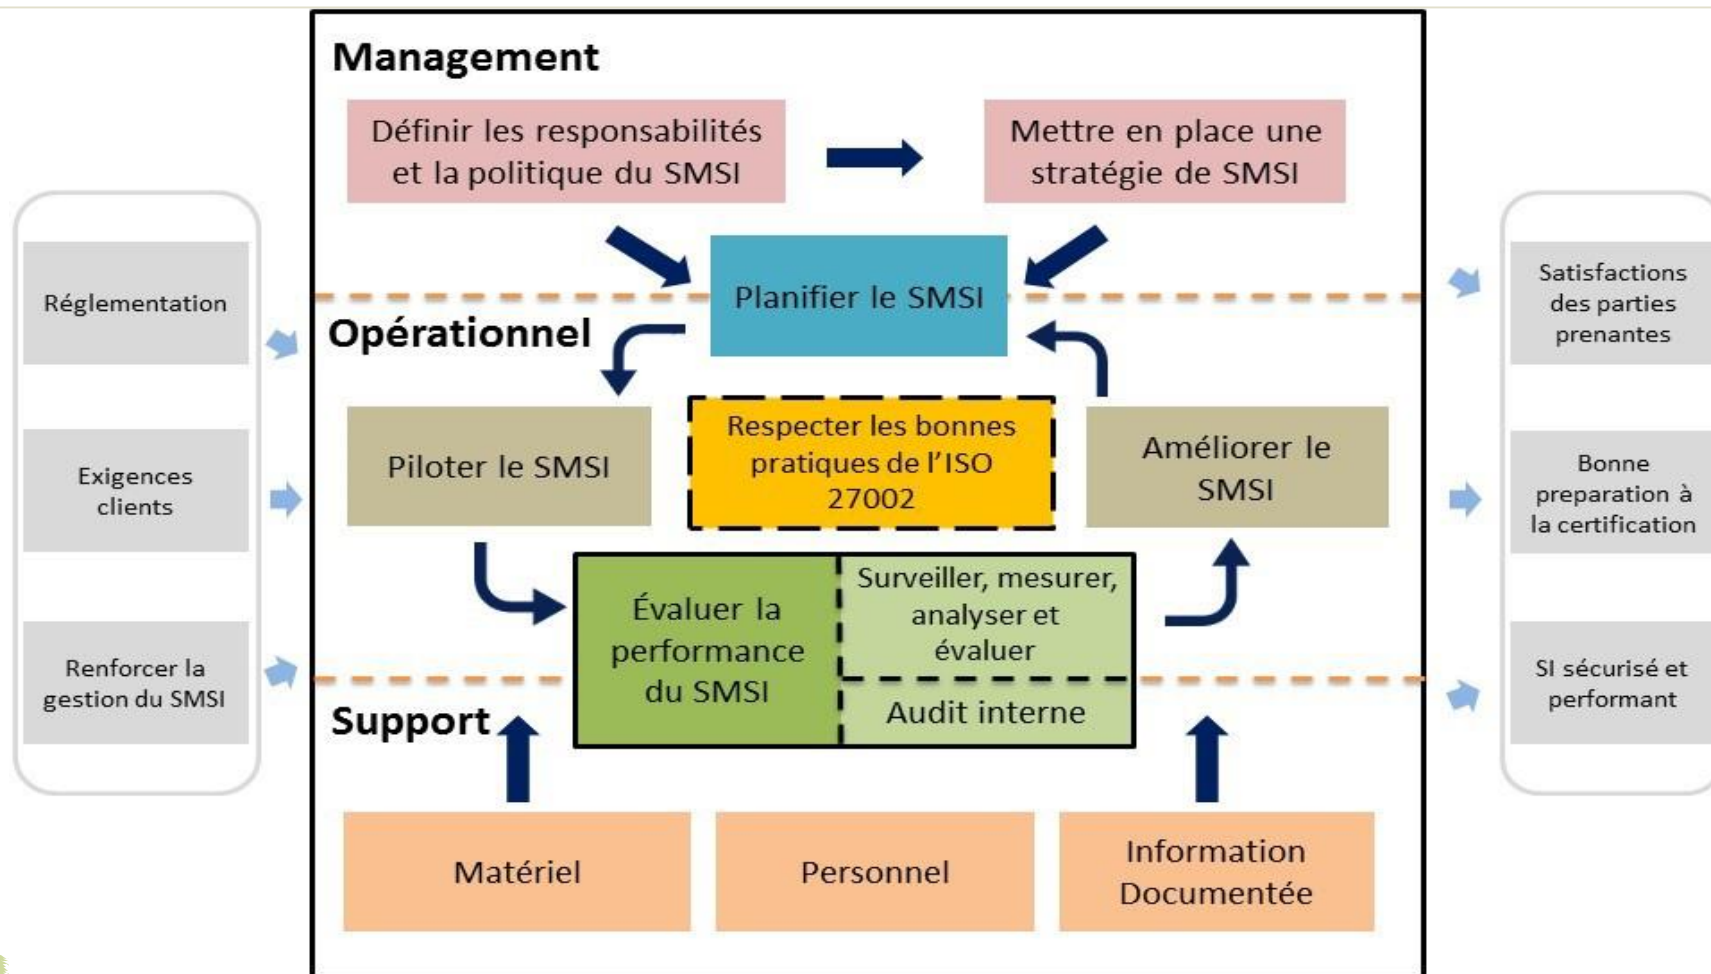 Management
Définir les responsabilités
et la politique du SMSI
Mettre en place une
stratégie de SMSI
Planifier le SMSI
Réglementation
Exigences
clients
Renforcer la
gestion du SMSI
Opérationnel
Piloter le SMSI
Respecter les bonnes
pratiques de l’ISO
27002
Améliorer le
SMSI
Évaluer la
performance
du SMSI
Surveiller, mesurer,
analyser et
évaluer
Audit interne
Support
Matériel
Personnel
Information
Documentée
Satisfactions
des parties
prenantes
Bonne
preparation à
la certification
SI sécurisé et
performant